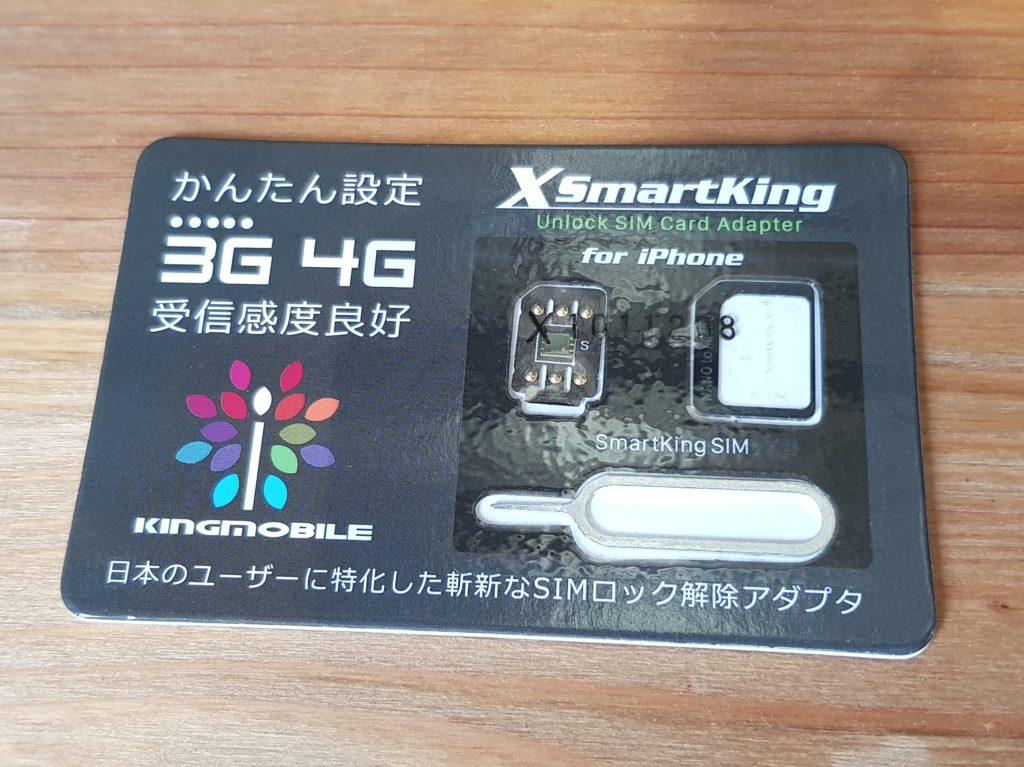 かんたん設定
3G 4G
受信感度良好
KINGMOBILE
XSmartKing
Unlock SIM Card Adapter
for iPhone
S
SmartKing SIM
日本のユーザーに特化した斬新なSIMロック解除アダプタ